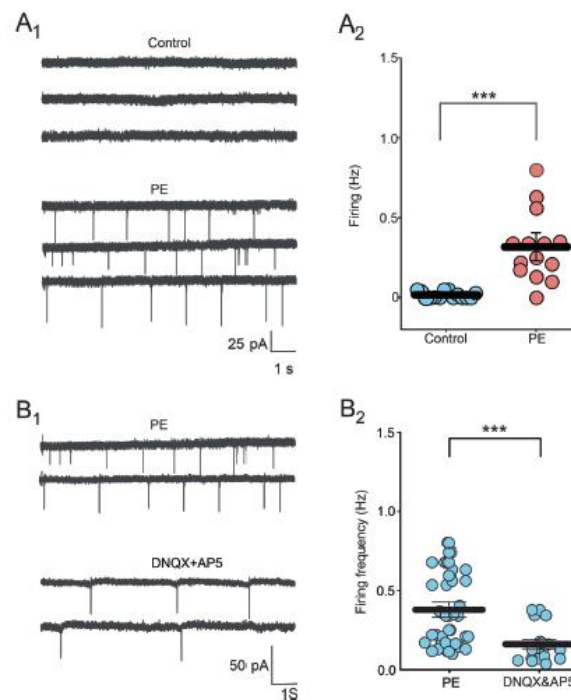 A1
Control
PE
25 pA
1 s
A2
1.5
***
1.0
Firing (Hz)
0.5
0
Control
PE
B1
PE
DNQX+AP5
50 pA
1S
B2
1.5
***
Firing frequency (Hz)
1.0
0.5
0.0
PE
DNQX&AP5